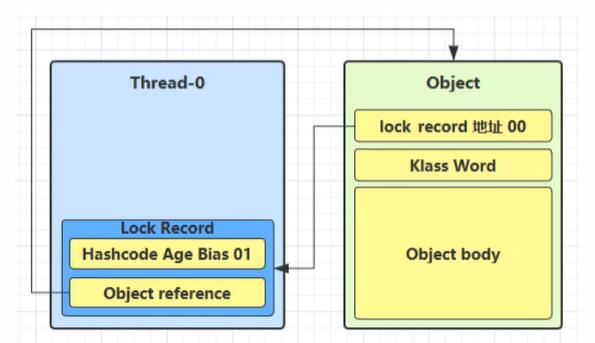 Thread-0
Lock Record
Hashcode Age Bias 01
Object reference
Object
lock record 地址 00
Klass Word
Object body